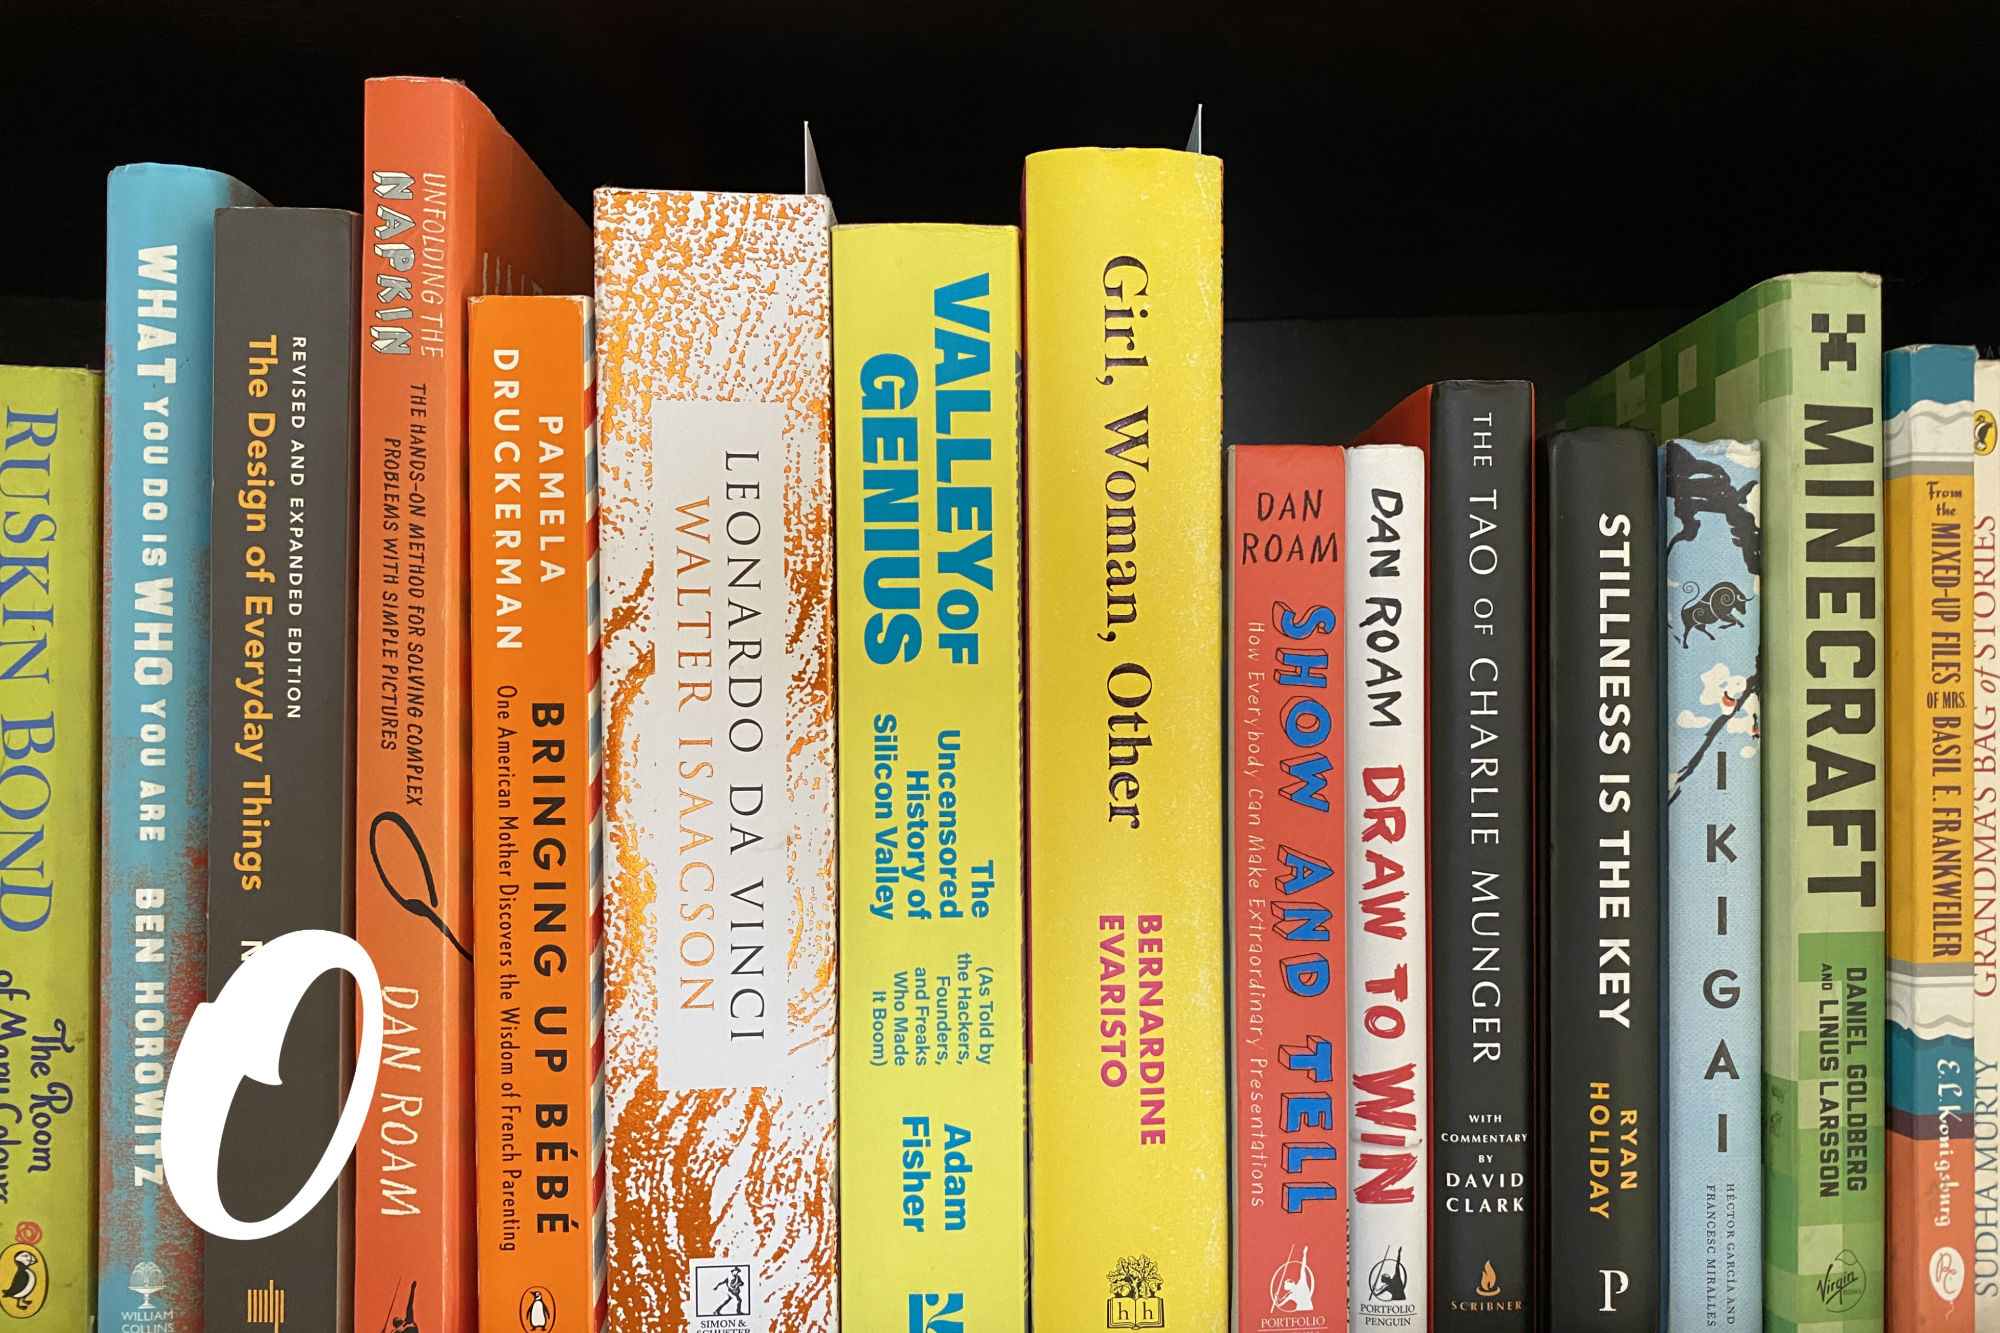 RUSKIN BOND
The Room
of Many Colours
WHAT YOU DO IS WHO YOU ARE
BEN HOROWITZ
WILLIAM
COLLINS
REVISED AND EXPANDED EDITION
The Design of Everyday Things
O
UNFOLDING THE
NAPKIN
THE HANDS-ON METHOD FOR SOLVING COMPLEX
PROBLEMS WITH SIMPLE PICTURES
DAN ROAM
PAMELA
DRUCKERMAN
BRINGING UP BÉBÉ
One American Mother Discovers the Wisdom of French Parenting
LEONARDO DA VINCI
WALTER ISAACSON
SIMON &
SCHUSTER
VALLEY OF
GENIUS
The
Uncensored
History of
Silicon Valley
(As Told by
the Hackers,
Founders,
and Freaks
Who Made
It Boom)
Adam
Fisher
Girl, Woman, Other
BERNARDINE
EVARISTO
h h
DAN
ROAM
SHOW AND TELL
How Everybody Can Make Extraordinary Presentations
PORTFOLIO
DAN ROAM
DRAW TO WIN
PORTFOLIO
PENGUIN
THE TAO OF CHARLIE MUNGER
WITH
COMMENTARY
BY
DAVID
CLARK
SCRIBNER
STILLNESS IS THE KEY
RYAN
HOLIDAY
P
IKIGAI
HÉCTOR GARCÍA AND
FRANCESC MIRALLES
MINECRAFT
DANIEL GOLDBERG
AND LINUS LARSSON
Virgin
BOOKS
From
the
MIXED-UP FILES
OF MRS.
BASIL E. FRANKWEILER
E.L. Konigsburg
GRANDMA'S BAG of STORIES
SUDHA MURTY